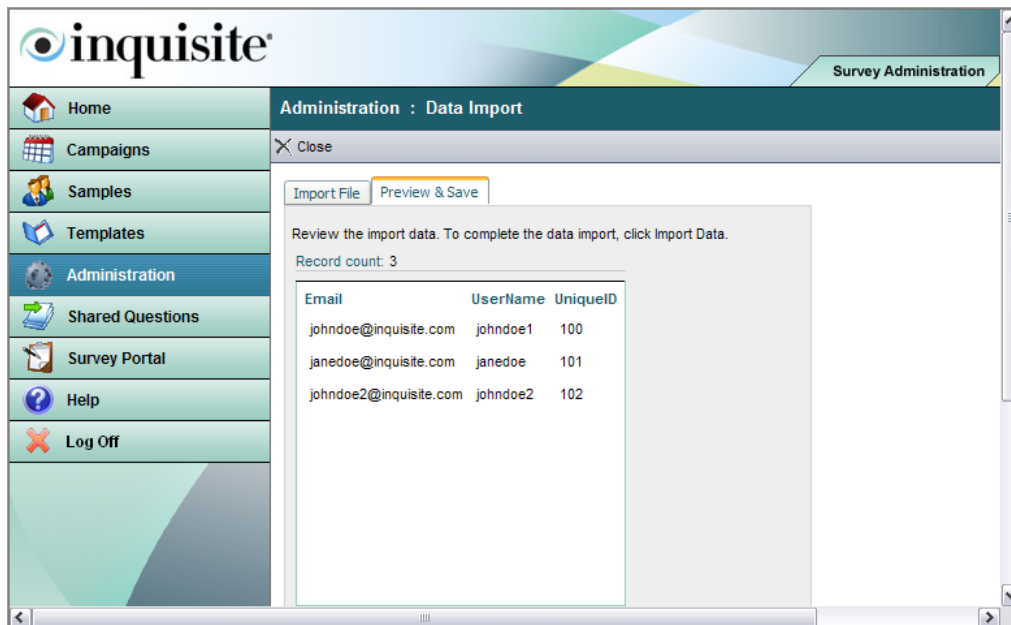 inquisite
Survey Administration
Home
Campaigns
Samples
Templates
Administration
Shared Questions
Survey Portal
Help
Log Off
Administration : Data Import
Close
Import File Preview & Save
Review the import data. To complete the data import, click Import Data.
Record count: 3
Email UserName UniqueID
johndoe@inquisite.com johndoe1 100
janedoe@inquisite.com janedoe 101
johndoe2@inquisite.com johndoe2 102